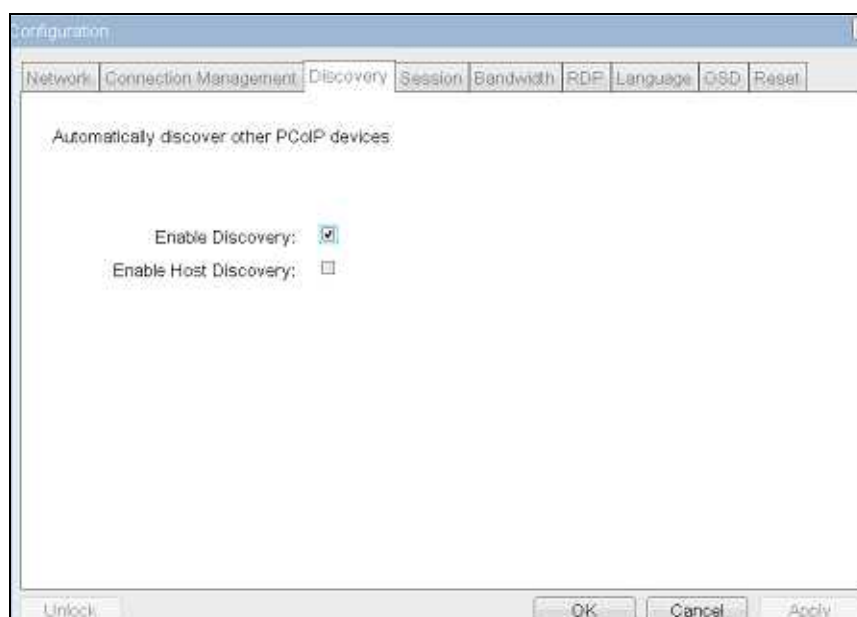 Configuration
Network Connection Management Discovery Session Bandwidth RDP Language OSD Reset
Automatically discover other PCoIP devices
Enable Discovery:
Enable Host Discovery:
Unlock OK Cancel Apply